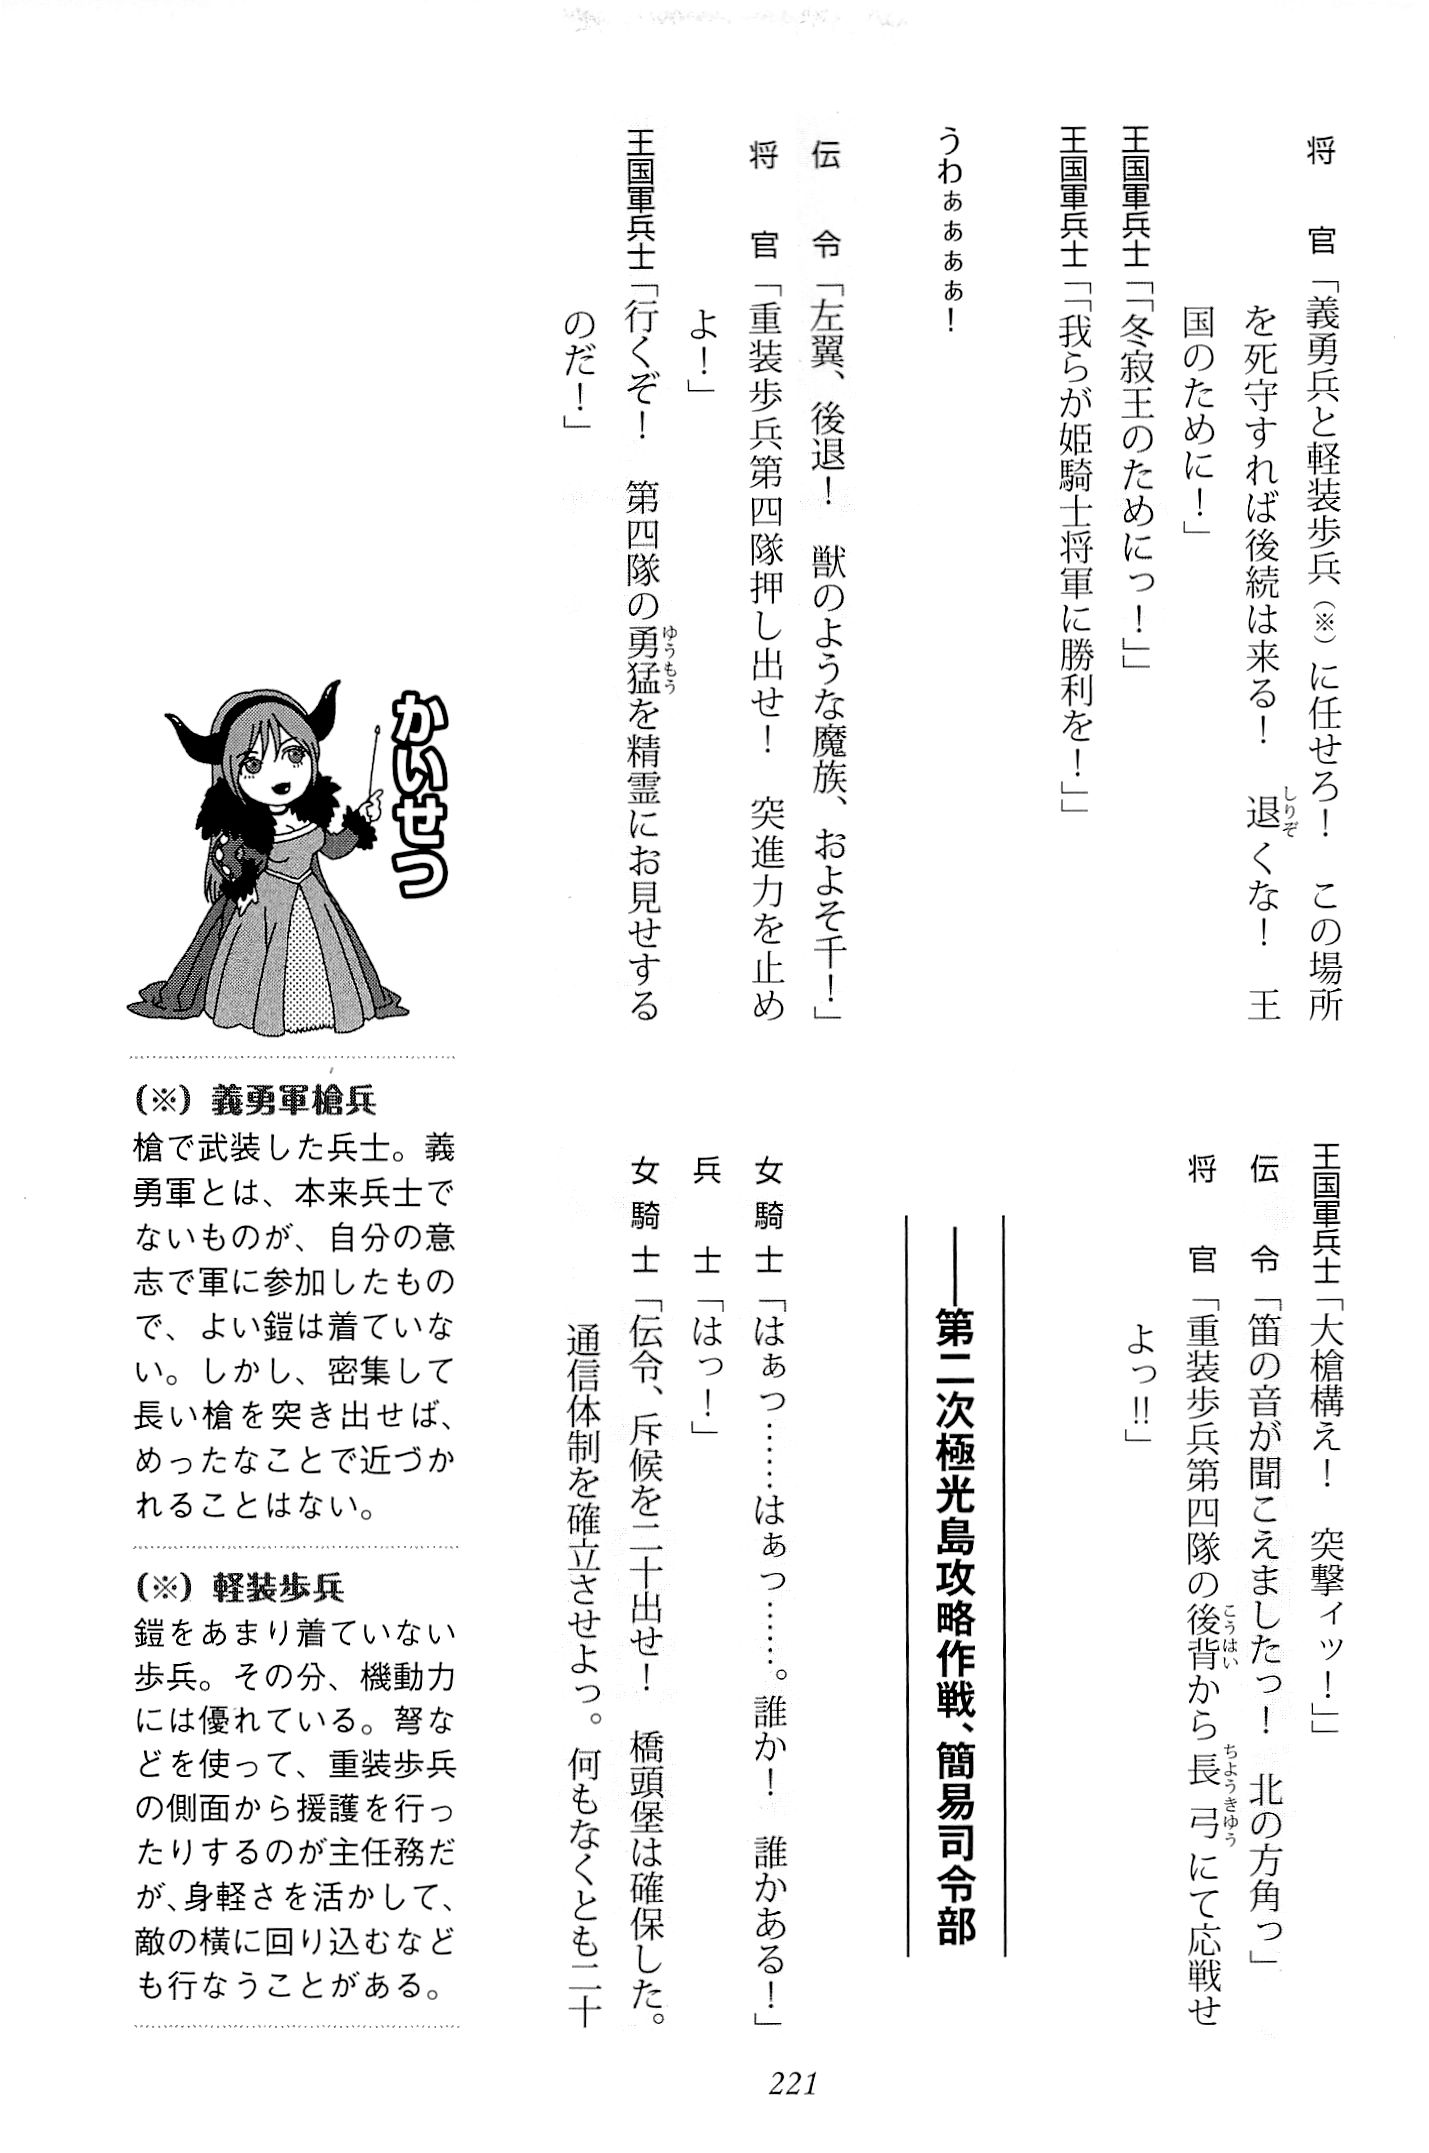 将官「義勇兵と軽装歩兵（※）に任せろ！　この場所
を死守すれば後続は来る！　退くな！　王
国のために！」
王国軍兵士「「冬寂王のためにっ！」」
王国軍兵士「「我らが姫騎士将軍に勝利を！」」
うわぁぁぁぁ！
伝令「左翼、後退！　獣のような魔族、およそ千！」
将官「重装歩兵第四隊押し出せ！　突進力を止め
よ！」
王国軍兵士「行くぞ！　第四隊の勇猛を精霊にお見せする
のだ！」
王国軍兵士「大槍構え！　突撃ィッ！」」
伝令「笛の音が聞こえましたっ！　北の方角っ」
将官「重装歩兵第四隊の後背から長弓にて応戦せ
よっ!!」
――第二次極光島攻略作戦、簡易司令部
女騎士「はぁっ……はぁっ……。誰か！　誰かある！」
兵士「はっ！」
女騎士「伝令、斥候を二十出せ！　橋頭堡は確保した。
通信体制を確立させよっ。何もなくとも二十
かいせつ
（※）義勇軍槍兵
槍で武装した兵士。義
勇軍とは、本来兵士で
ないものが、自分の意
志で軍に参加したもの
で、よい鎧は着ていな
い。しかし、密集して
長い槍を突き出せば、
めったなことで近づか
れることはない。
（※）軽装歩兵
鎧をあまり着ていない
歩兵。その分、機動力
には優れている。弩な
どを使って、重装歩兵
の側面から援護を行っ
たりするのが主任務だ
が、身軽さを活かして、
敵の横に回り込むなど
も行なうことがある。
221